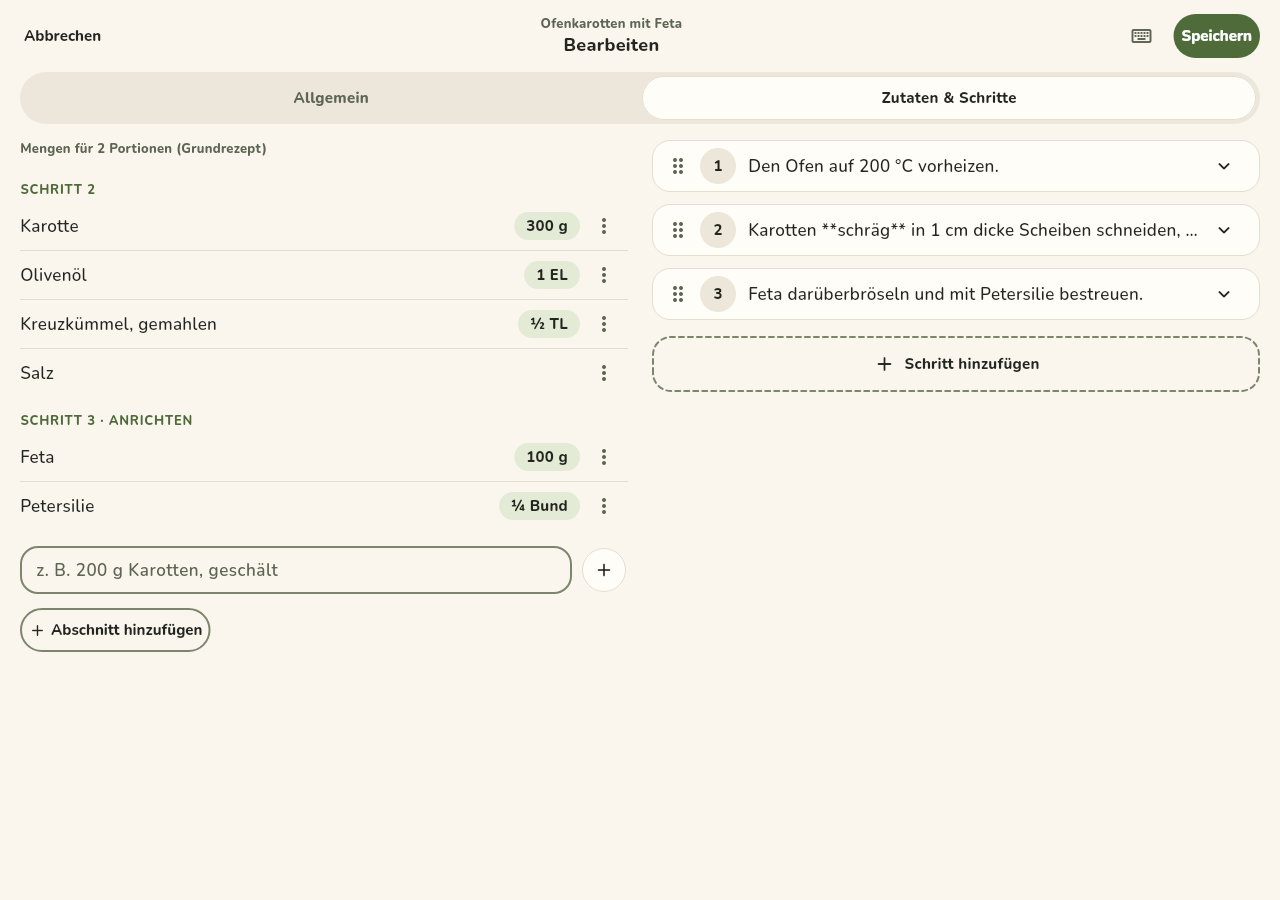 Abbrechen
Ofenkarotten mit Feta
Bearbeiten
Speichern
Allgemein
Zutaten & Schritte
Mengen für 2 Portionen (Grundrezept)
SCHRITT 2
Karotte 300 g
Olivenöl 1 EL
Kreuzkümmel, gemahlen ½ TL
Salz
SCHRITT 3 · ANRICHTEN
Feta 100 g
Petersilie ¼ Bund
z. B. 200 g Karotten, geschält
+ Abschnitt hinzufügen
1 Den Ofen auf 200 °C vorheizen.
2 Karotten **schräg** in 1 cm dicke Scheiben schneiden, ...
3 Feta darüberbröseln und mit Petersilie bestreuen.
+ Schritt hinzufügen